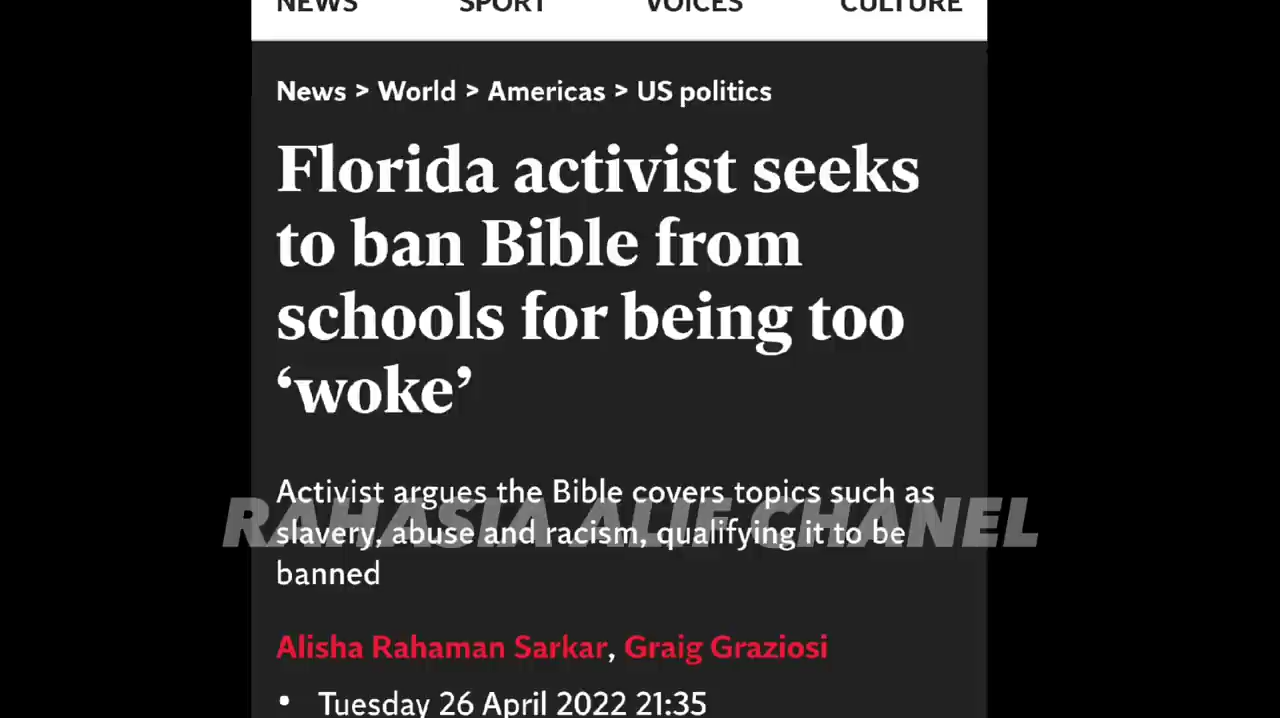 NEWS SPORT VOICES CULTURE
News > World > Americas > US politics
Florida activist seeks
to ban Bible from
schools for being too
‘woke’
Activist argues the Bible covers topics such as
RAHASIA ALIF CHANEL
slavery, abuse and racism, qualifying it to be
banned
Alisha Rahaman Sarkar, Graig Graziosi
• Tuesday 26 April 2022 21:35